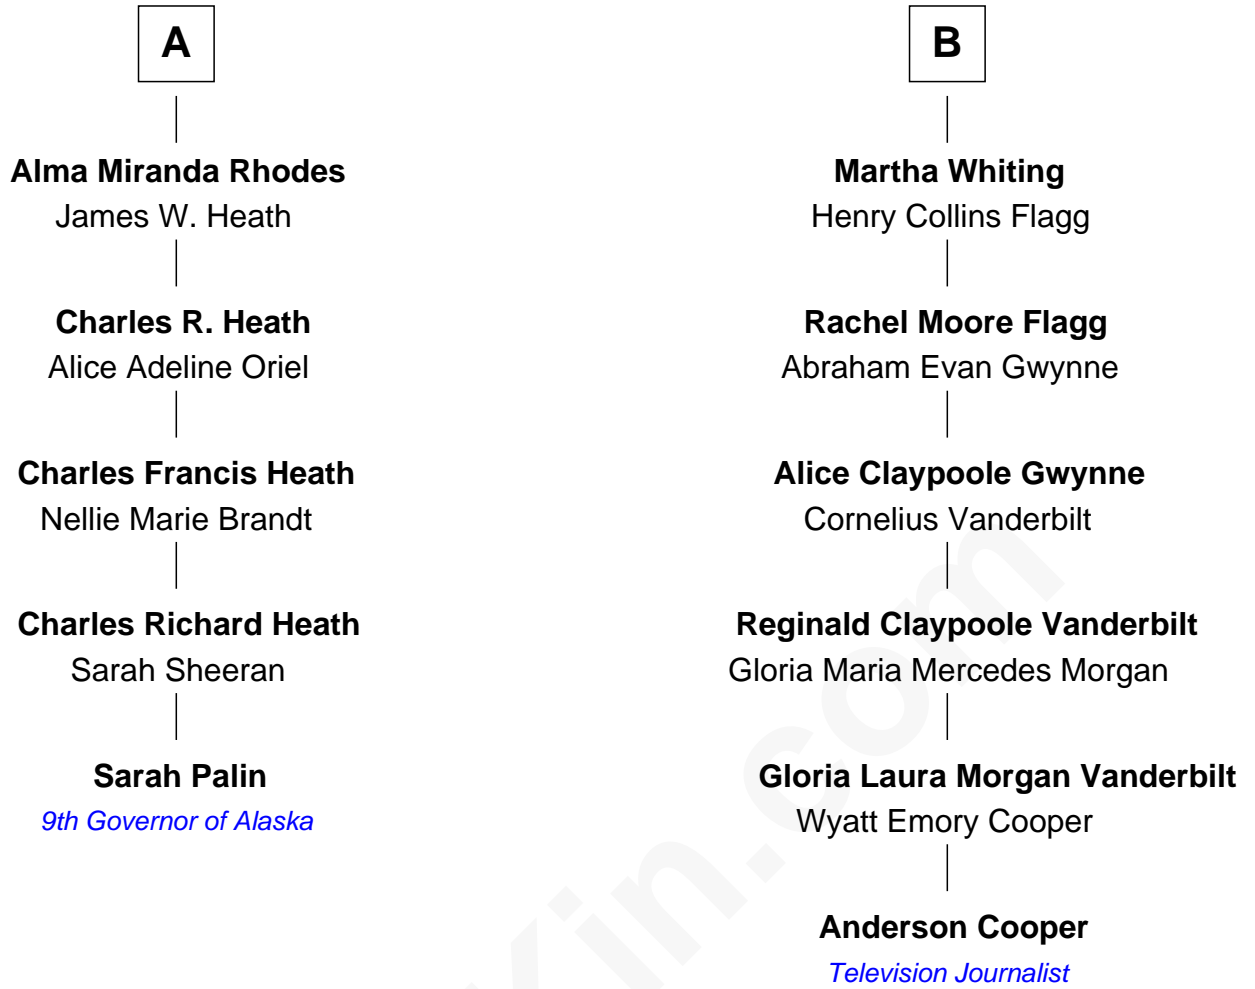 A
Alma Miranda Rhodes
James W. Heath
Charles R. Heath
Alice Adeline Oriel
Charles Francis Heath
Nellie Marie Brandt
Charles Richard Heath
Sarah Sheeran
Sarah Palin
9th Governor of Alaska
B
Martha Whiting
Henry Collins Flagg
Rachel Moore Flagg
Abraham Evan Gwynne
Alice Claypoole Gwynne
Cornelius Vanderbilt
Reginald Claypoole Vanderbilt
Gloria Maria Mercedes Morgan
Gloria Laura Morgan Vanderbilt
Wyatt Emory Cooper
Anderson Cooper
Television Journalist
Kin.com